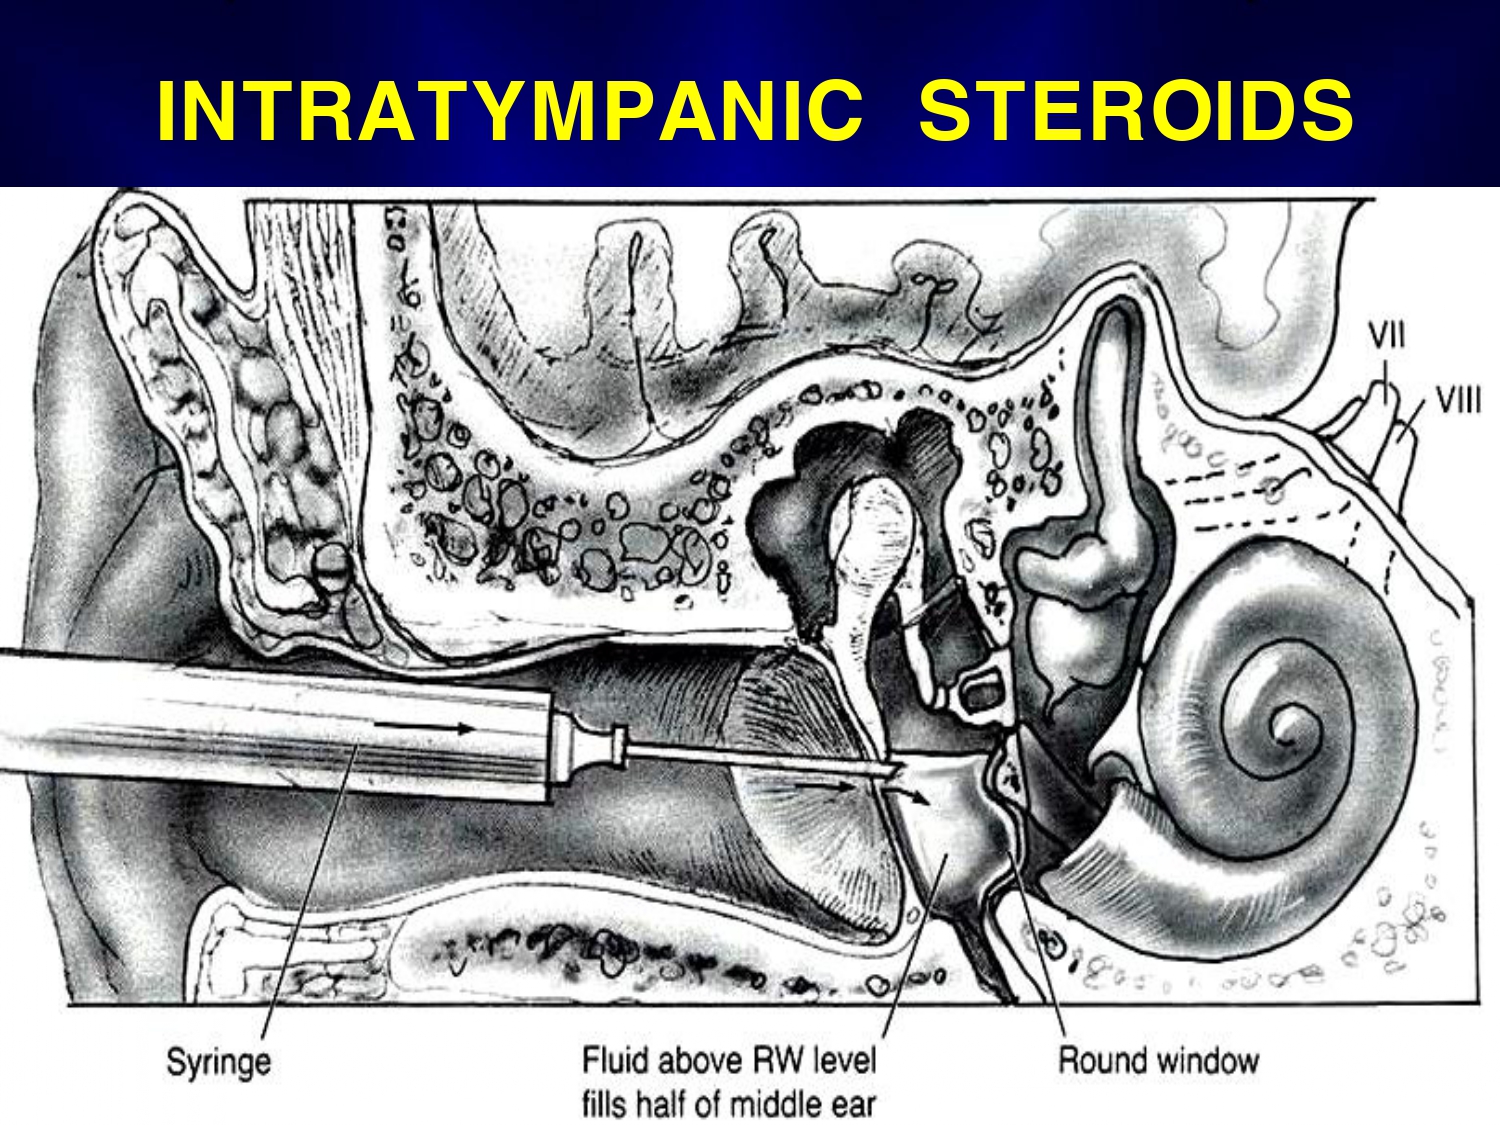 INTRATYMPANIC STEROIDS
VII
VIII
Syringe
Fluid above RW level
fills half of middle ear
Round window